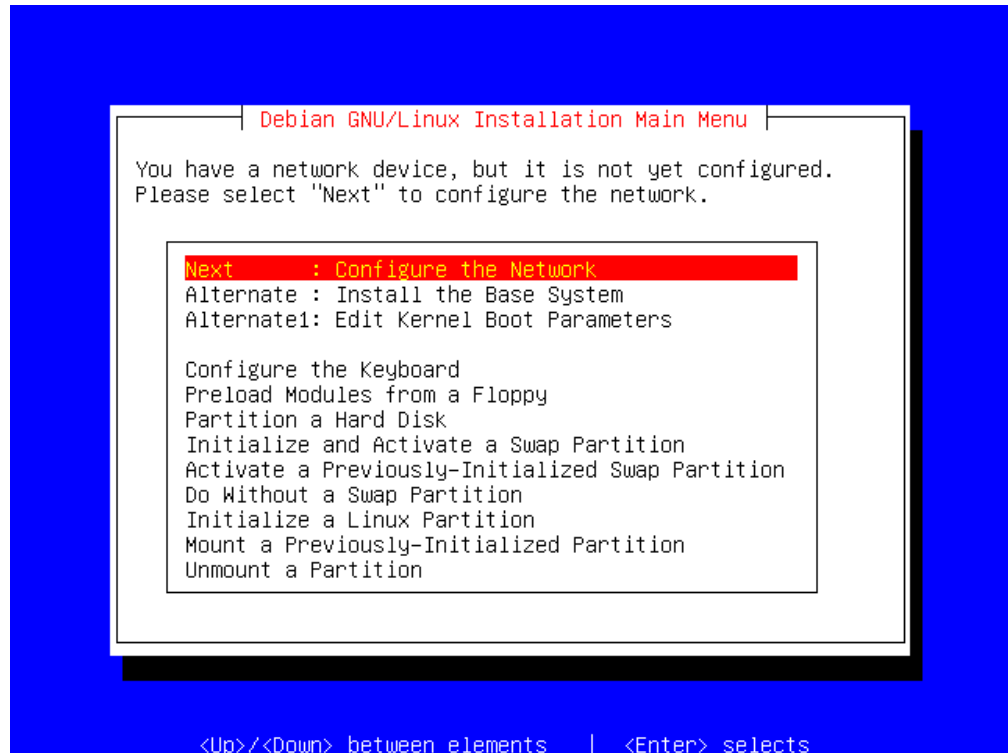 Debian GNU/Linux Installation Main Menu
You have a network device, but it is not yet configured.
Please select "Next" to configure the network.
Next      : Configure the Network
Alternate : Install the Base System
Alternate1: Edit Kernel Boot Parameters
Configure the Keyboard
Preload Modules from a Floppy
Partition a Hard Disk
Initialize and Activate a Swap Partition
Activate a Previously-Initialized Swap Partition
Do Without a Swap Partition
Initialize a Linux Partition
Mount a Previously-Initialized Partition
Unmount a Partition
<Up>/<Down> between elements   |  <Enter> selects